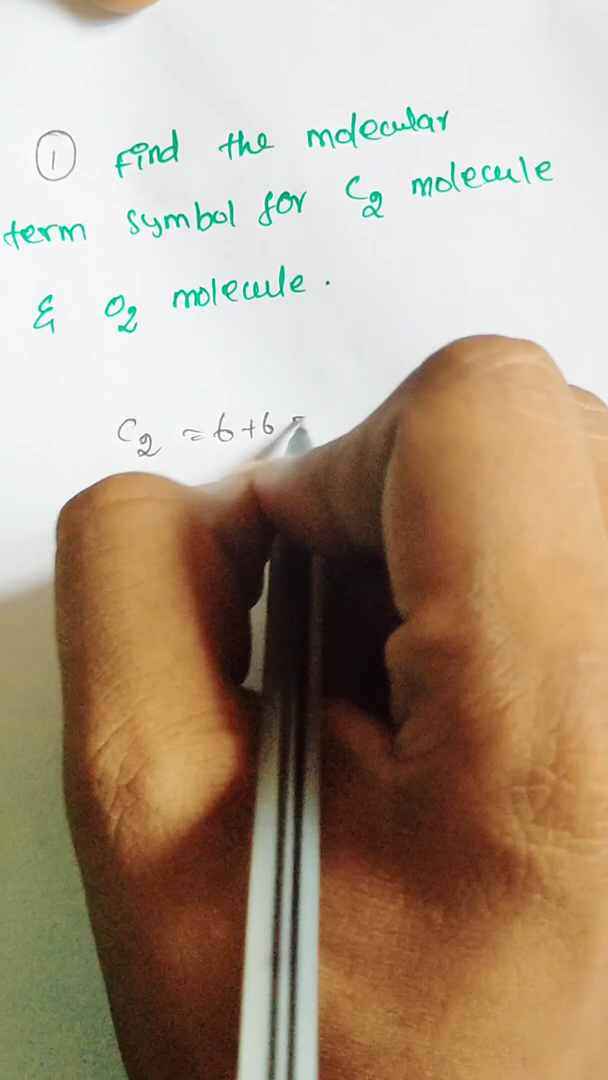 ① Find the molecular
term symbol for C₂ molecule
& O₂ molecule.
C₂ = 6+6 =